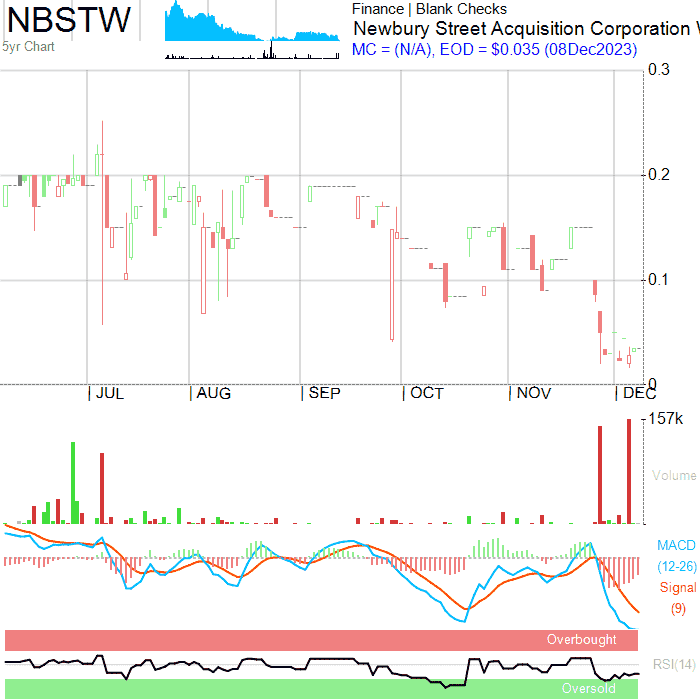 NBSTW
5yr Chart
Finance | Blank Checks
Newbury Street Acquisition Corporation W
MC = (N/A), EOD = $0.035 (08Dec2023)
0.3
0.2
0.1
0
JUL
AUG
SEP
OCT
NOV
DEC
157k
Volume
MACD
(12-26)
Signal
(9)
Overbought
RSI(14)
Oversold